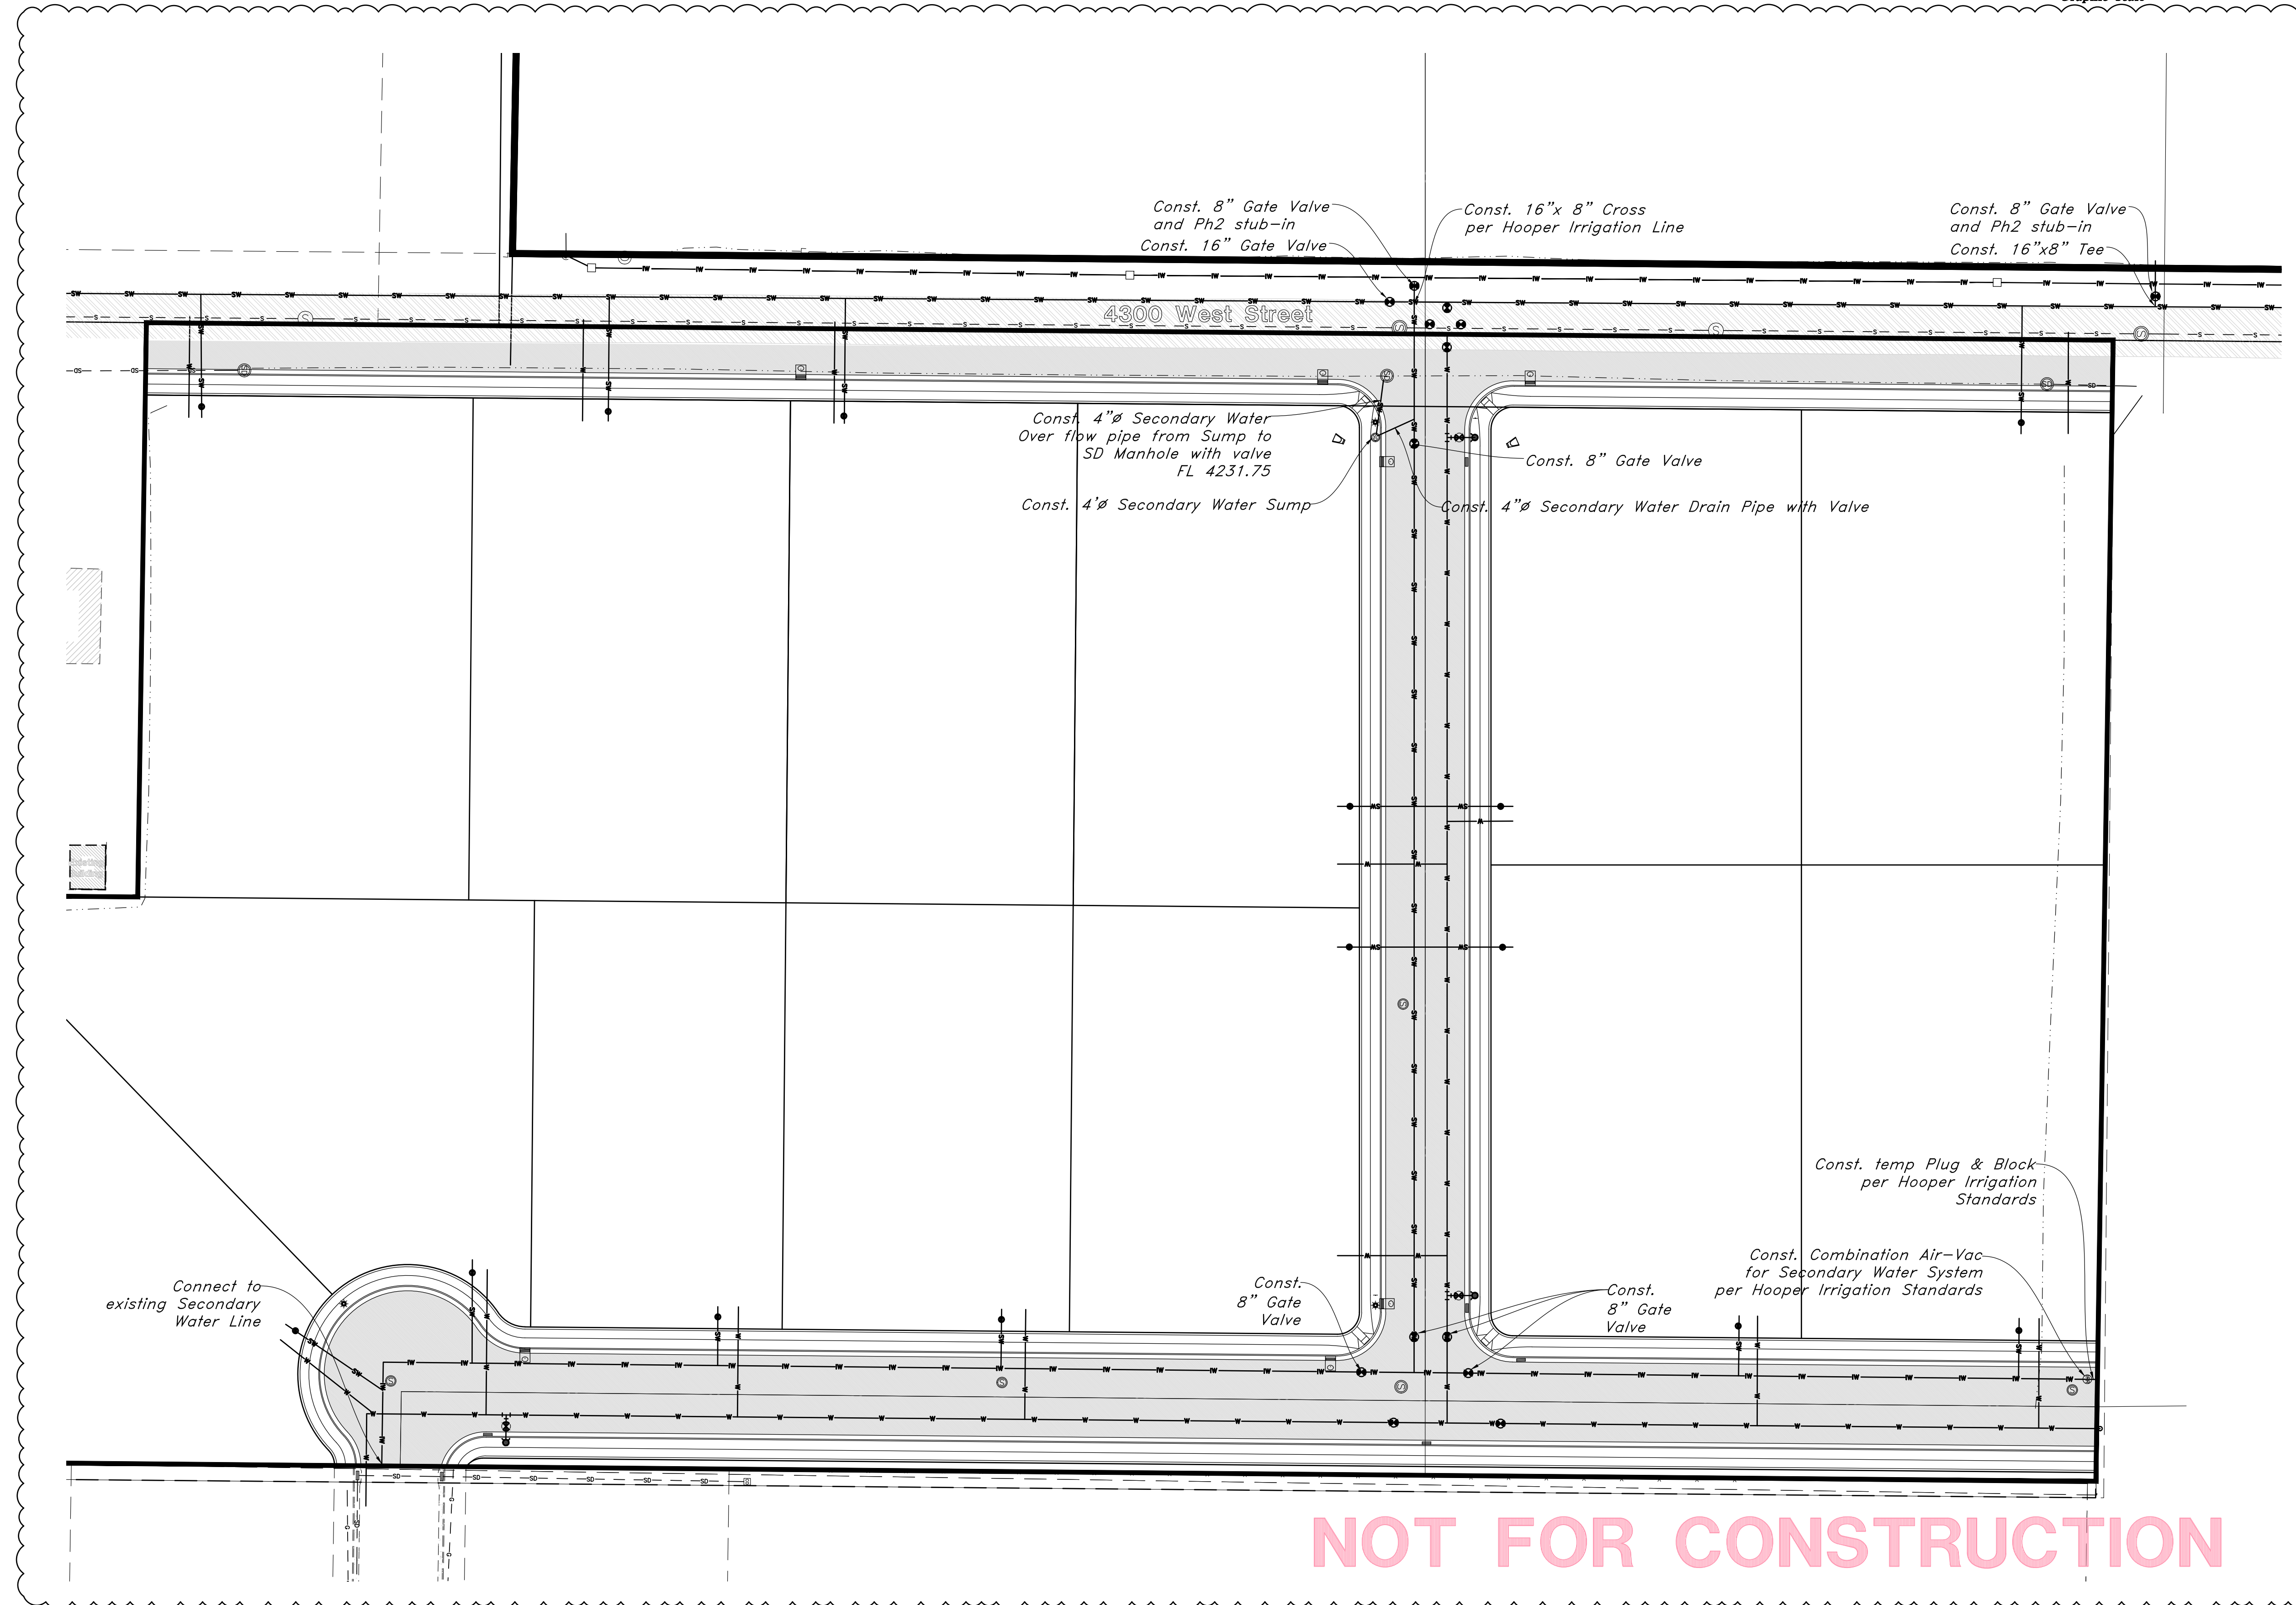 Const. 8" Gate Valve
and Ph2 stub-in
Const. 16" Gate Valve
Const. 16"x 8" Cross
per Hooper Irrigation Line
Const. 8" Gate Valve
and Ph2 stub-in
Const. 16"x8" Tee
4300 West Street
Const. 4"ø Secondary Water
Over flow pipe from Sump to
SD Manhole with valve
FL 4231.75
Const. 8" Gate Valve
Const. 4'ø Secondary Water Sump
Const. 4"ø Secondary Water Drain Pipe with Valve
Existing
Building
Const. temp Plug & Block
per Hooper Irrigation
Standards
Const. Combination Air-Vac
for Secondary Water System
per Hooper Irrigation Standards
Connect to
existing Secondary
Water Line
Const.
8" Gate
Valve
Const.
8" Gate
Valve
NOT FOR CONSTRUCTION